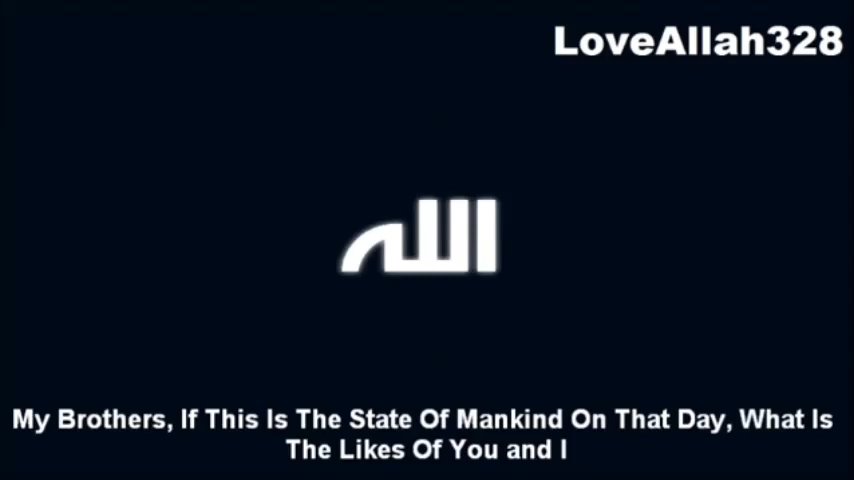 LoveAllah328
الله
My Brothers, If This Is The State Of Mankind On That Day, What Is
The Likes Of You and I